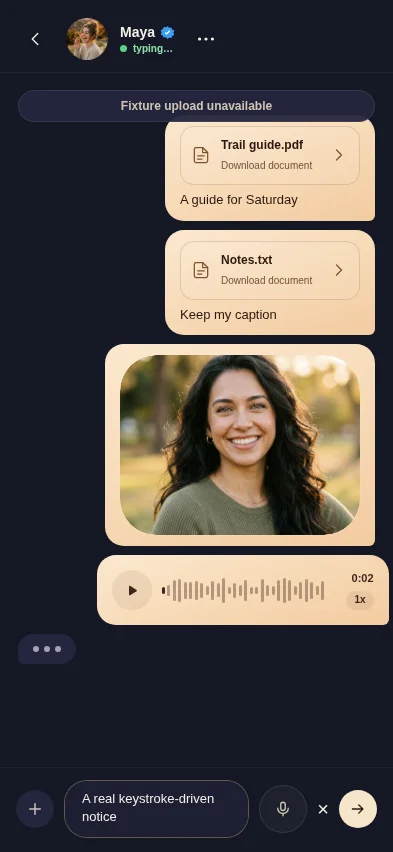 Maya
typing...
Fixture upload unavailable
Trail guide.pdf
Download document
A guide for Saturday
Notes.txt
Download document
Keep my caption
0:02
1x
A real keystroke-driven
notice